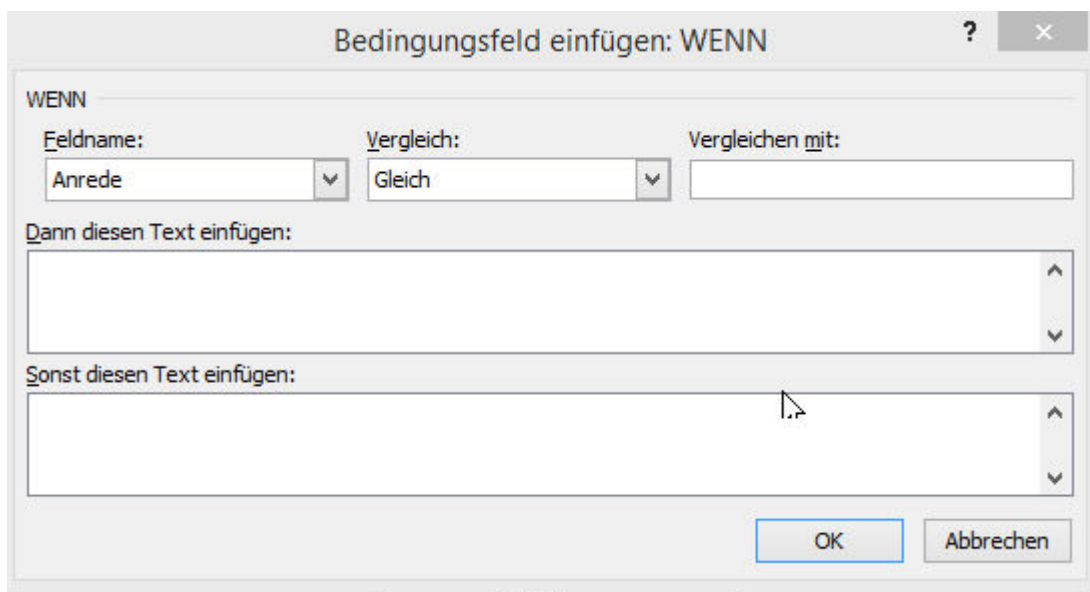 Bedingungsfeld einfügen: WENN
?
WENN
Feldname:
Vergleich:
Vergleichen mit:
Anrede
Gleich
Dann diesen Text einfügen:
Sonst diesen Text einfügen:
OK
Abbrechen